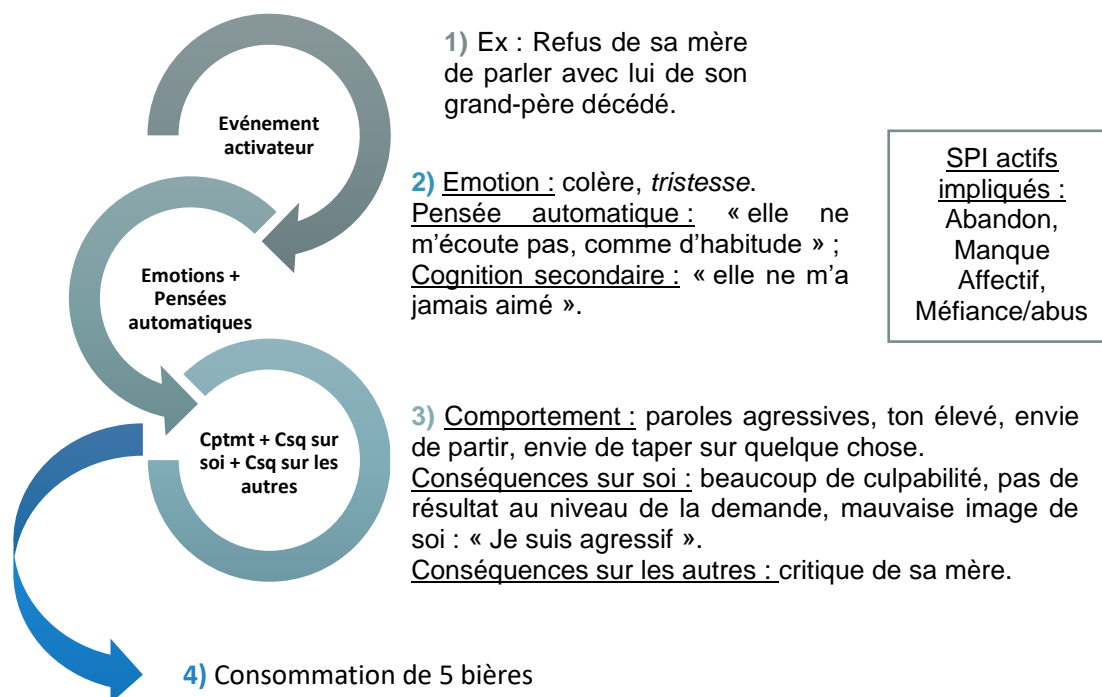 1) Ex : Refus de sa mère
de parler avec lui de son
grand-père décédé.
Evénement
activateur
2) Emotion : colère, tristesse.
Pensée automatique : « elle ne
m’écoute pas, comme d’habitude » ;
Cognition secondaire : « elle ne m’a
jamais aimé ».
SPI actifs
impliqués :
Abandon,
Manque
Affectif,
Méfiance/abus
Emotions +
Pensées
automatiques
3) Comportement : paroles agressives, ton élevé, envie
de partir, envie de taper sur quelque chose.
Conséquences sur soi : beaucoup de culpabilité, pas de
résultat au niveau de la demande, mauvaise image de
soi : « Je suis agressif ».
Conséquences sur les autres : critique de sa mère.
Cptmt + Csq sur
soi + Csq sur les
autres
4) Consommation de 5 bières